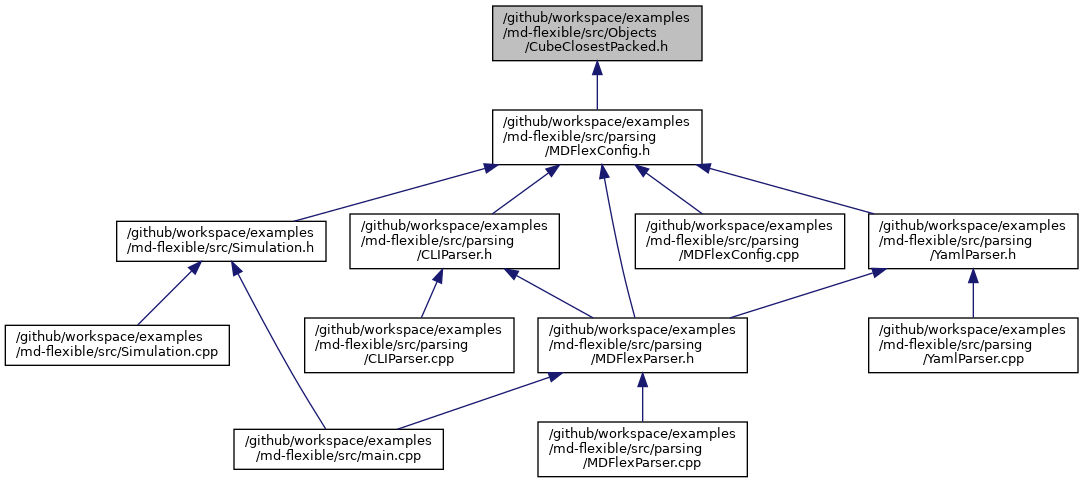 /github/workspace/examples
/md-flexible/src/Objects
/CubeClosestPacked.h
/github/workspace/examples
/md-flexible/src/parsing
/MDFlexConfig.h
/github/workspace/examples
/md-flexible/src/Simulation.h
/github/workspace/examples
/md-flexible/src/parsing
/CLIParser.h
/github/workspace/examples
/md-flexible/src/parsing
/MDFlexConfig.cpp
/github/workspace/examples
/md-flexible/src/parsing
/YamlParser.h
/github/workspace/examples
/md-flexible/src/Simulation.cpp
/github/workspace/examples
/md-flexible/src/parsing
/CLIParser.cpp
/github/workspace/examples
/md-flexible/src/parsing
/MDFlexParser.h
/github/workspace/examples
/md-flexible/src/parsing
/YamlParser.cpp
/github/workspace/examples
/md-flexible/src/main.cpp
/github/workspace/examples
/md-flexible/src/parsing
/MDFlexParser.cpp